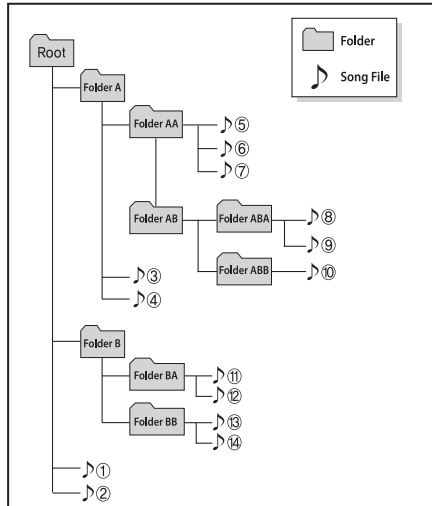 Root
Folder
Song File
Folder A
Folder AA
⑤
⑥
⑦
Folder AB
Folder ABA
⑧
⑨
Folder ABB
⑩
③
④
Folder B
Folder BA
⑪
⑫
Folder BB
⑬
⑭
①
②